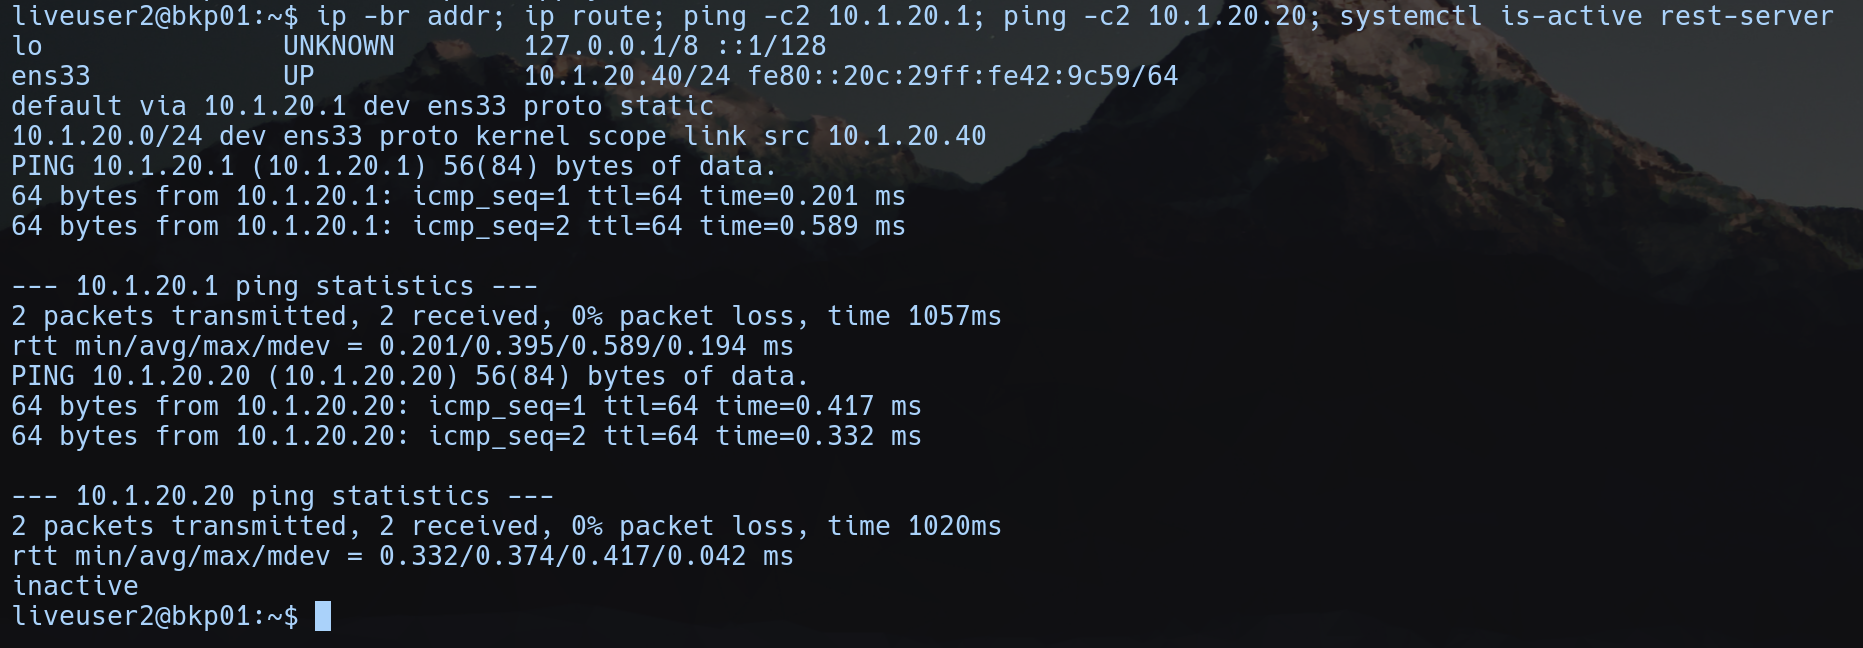 liveuser2@bkp01:~$ ip -br addr; ip route; ping -c2 10.1.20.1; ping -c2 10.1.20.20; systemctl is-active rest-server
lo               UNKNOWN        127.0.0.1/8 ::1/128
ens33            UP             10.1.20.40/24 fe80::20c:29ff:fe42:9c59/64
default via 10.1.20.1 dev ens33 proto static
10.1.20.0/24 dev ens33 proto kernel scope link src 10.1.20.40
PING 10.1.20.1 (10.1.20.1) 56(84) bytes of data.
64 bytes from 10.1.20.1: icmp_seq=1 ttl=64 time=0.201 ms
64 bytes from 10.1.20.1: icmp_seq=2 ttl=64 time=0.589 ms

--- 10.1.20.1 ping statistics ---
2 packets transmitted, 2 received, 0% packet loss, time 1057ms
rtt min/avg/max/mdev = 0.201/0.395/0.589/0.194 ms
PING 10.1.20.20 (10.1.20.20) 56(84) bytes of data.
64 bytes from 10.1.20.20: icmp_seq=1 ttl=64 time=0.417 ms
64 bytes from 10.1.20.20: icmp_seq=2 ttl=64 time=0.332 ms

--- 10.1.20.20 ping statistics ---
2 packets transmitted, 2 received, 0% packet loss, time 1020ms
rtt min/avg/max/mdev = 0.332/0.374/0.417/0.042 ms
inactive
liveuser2@bkp01:~$